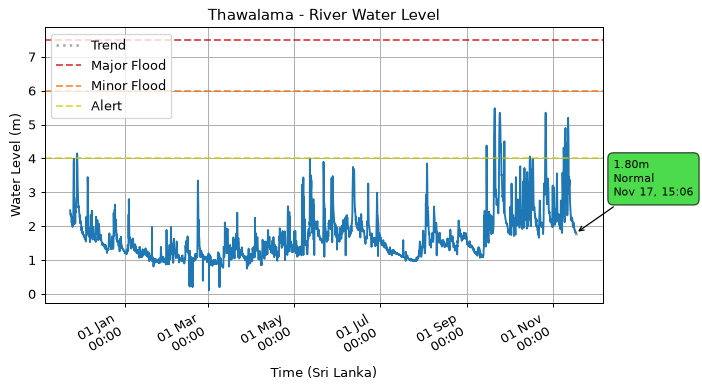 Thawalama - River Water Level
Trend
Major Flood
Minor Flood
Alert
7
6
5
4
3
2
1
0
Water Level (m)
1.80m
Normal
Nov 17, 15:06
01 Jan
00:00
01 Mar
00:00
01 May
00:00
01 Jul
00:00
01 Sep
00:00
01 Nov
00:00
Time (Sri Lanka)